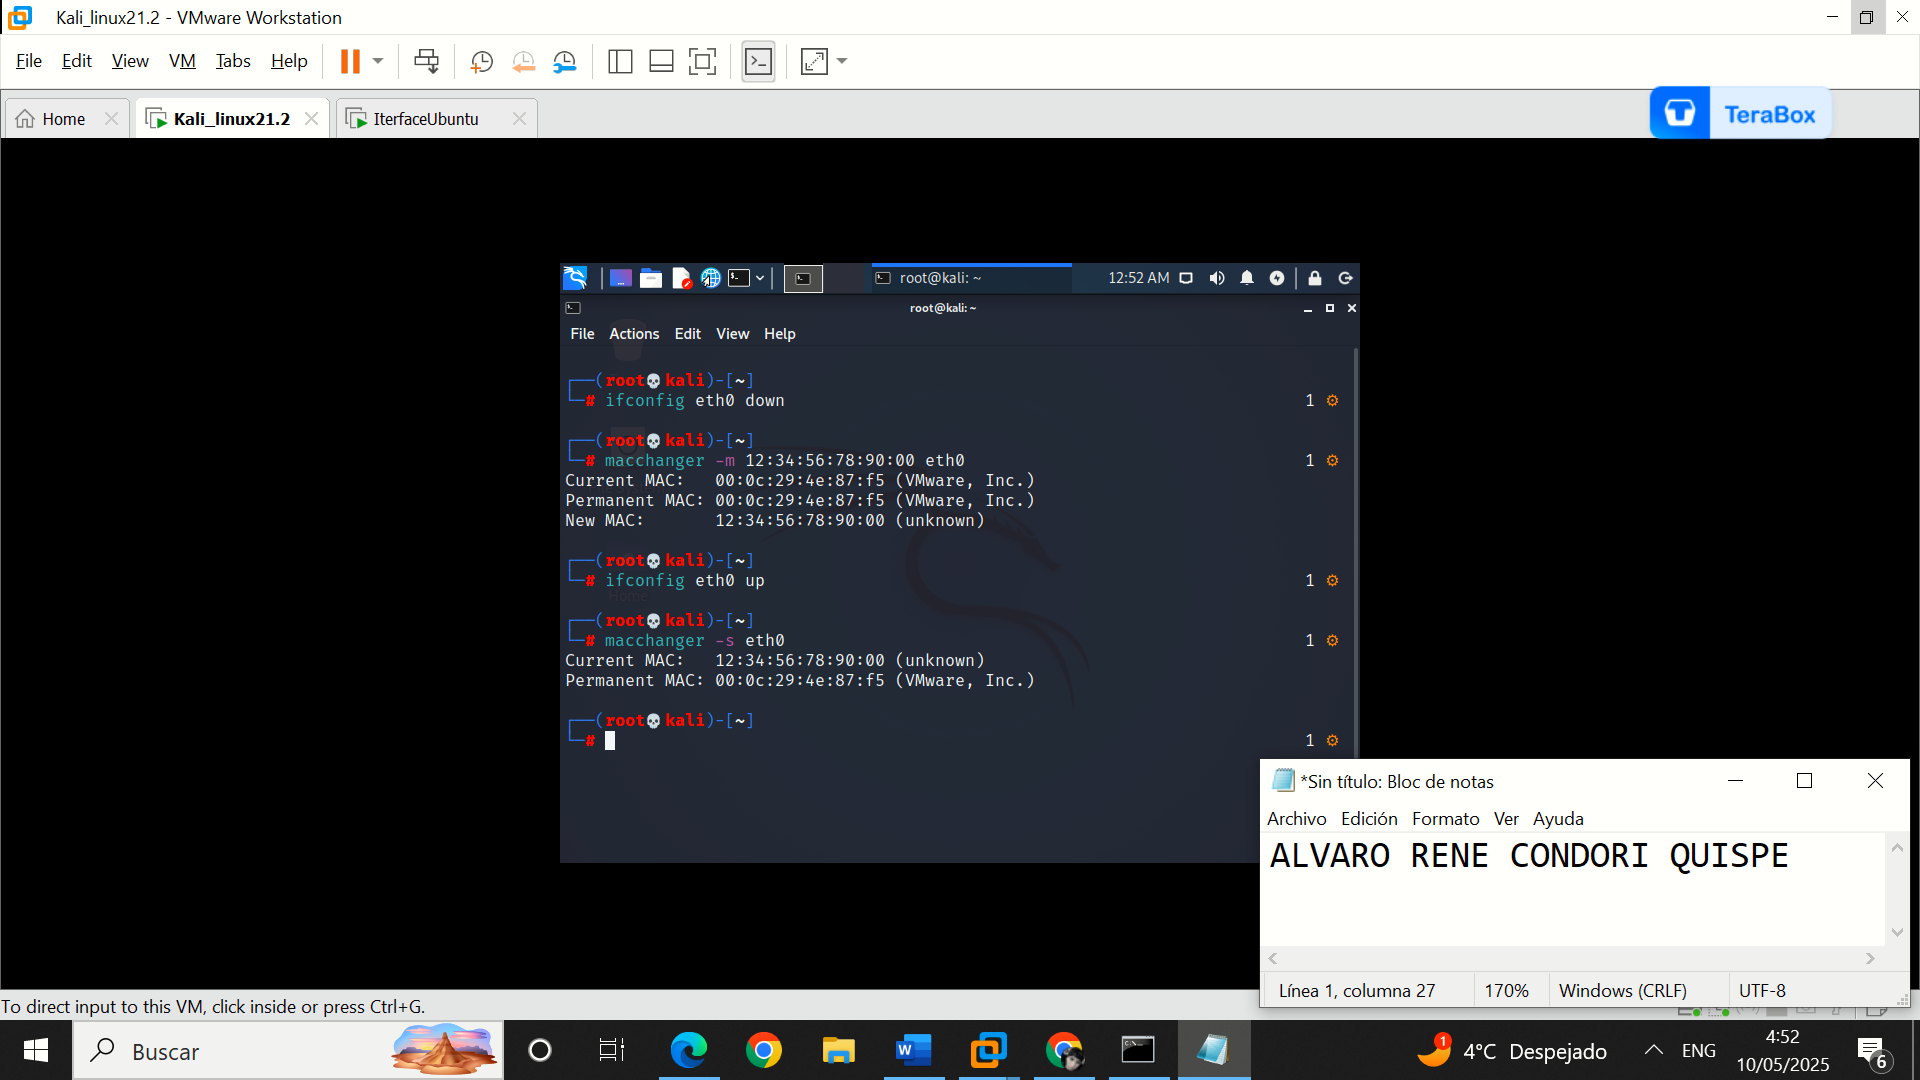 Kali_linux21.2 - VMware Workstation
File Edit View VM Tabs Help
Home Kali_linux21.2 IterfaceUbuntu
TeraBox
root@kali: ~ 12:52 AM
root@kali: ~
File Actions Edit View Help
(root💀kali)-[~]
# ifconfig eth0 down 1
(root💀kali)-[~]
# macchanger -m 12:34:56:78:90:00 eth0 1
Current MAC: 00:0c:29:4e:87:f5 (VMware, Inc.)
Permanent MAC: 00:0c:29:4e:87:f5 (VMware, Inc.)
New MAC: 12:34:56:78:90:00 (unknown)
(root💀kali)-[~]
# ifconfig eth0 up 1
Home
(root💀kali)-[~]
# macchanger -s eth0 1
Current MAC: 12:34:56:78:90:00 (unknown)
Permanent MAC: 00:0c:29:4e:87:f5 (VMware, Inc.)
(root💀kali)-[~]
# 1
*Sin título: Bloc de notas
Archivo Edición Formato Ver Ayuda
ALVARO RENE CONDORI QUISPE
Línea 1, columna 27 170% Windows (CRLF) UTF-8
To direct input to this VM, click inside or press Ctrl+G.
Buscar
1 4°C Despejado ENG 4:52
10/05/2025 6